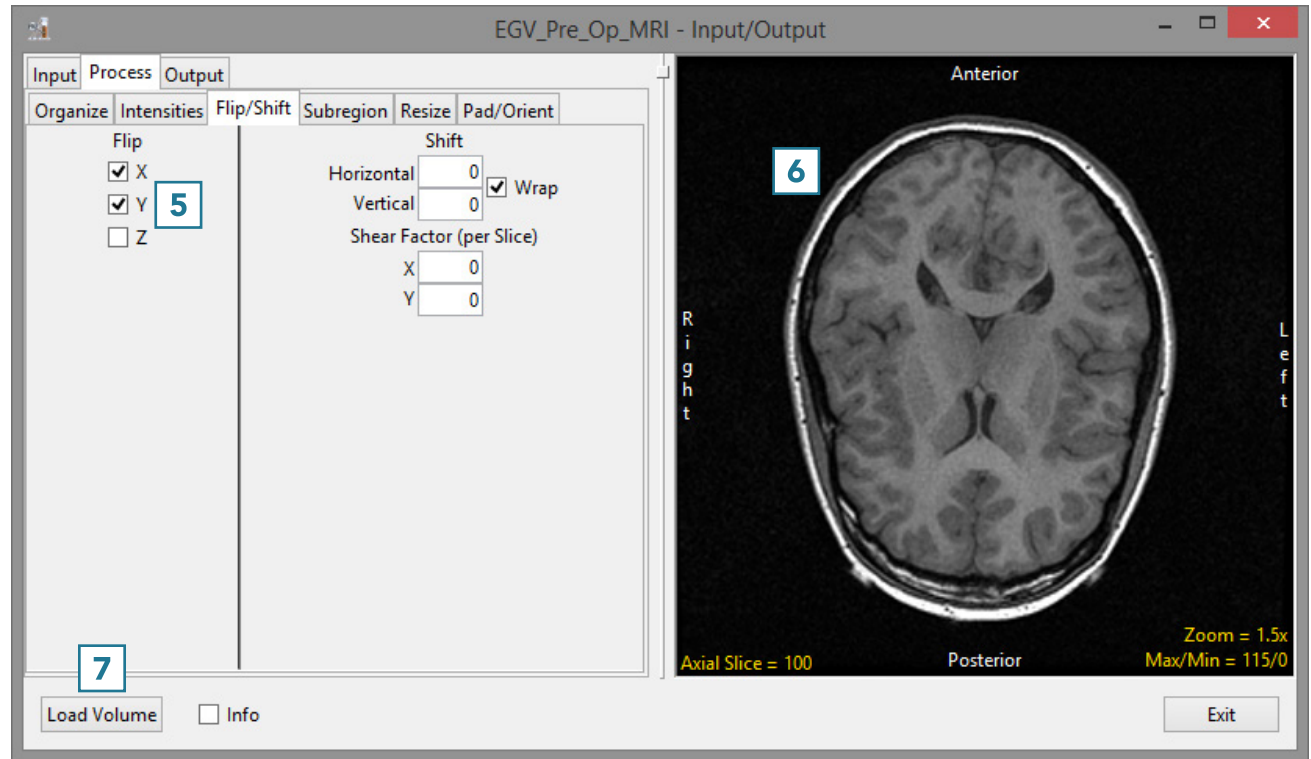 EGV_Pre_Op_MRI - Input/Output
Input Process Output
Organize Intensities Flip/Shift Subregion Resize Pad/Orient
Flip
X
Y
Z
5
Shift
Horizontal 0
Vertical 0
Wrap
Shear Factor (per Slice)
X 0
Y 0
Anterior
6
Right
Left
Zoom = 1.5x
Axial Slice = 100
Posterior
Max/Min = 115/0
7
Load Volume
Info
Exit